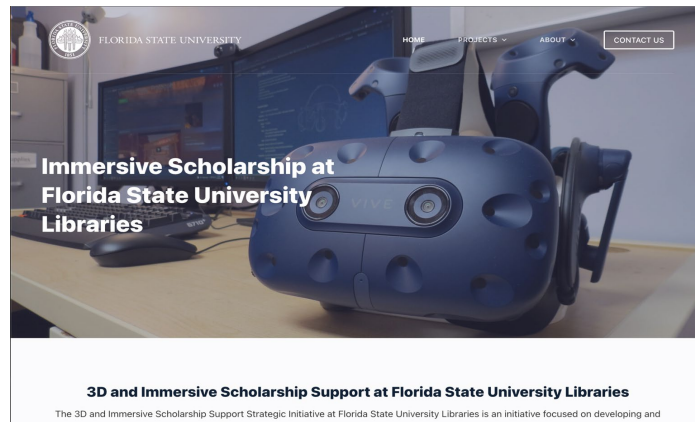 FLORIDA STATE UNIVERSITY
HOME PROJECTS ABOUT CONTACT US
Immersive Scholarship at
Florida State University
Libraries
VIVE
3D and Immersive Scholarship Support at Florida State University Libraries
The 3D and Immersive Scholarship Support Strategic Initiative at Florida State University Libraries is an initiative focused on developing and